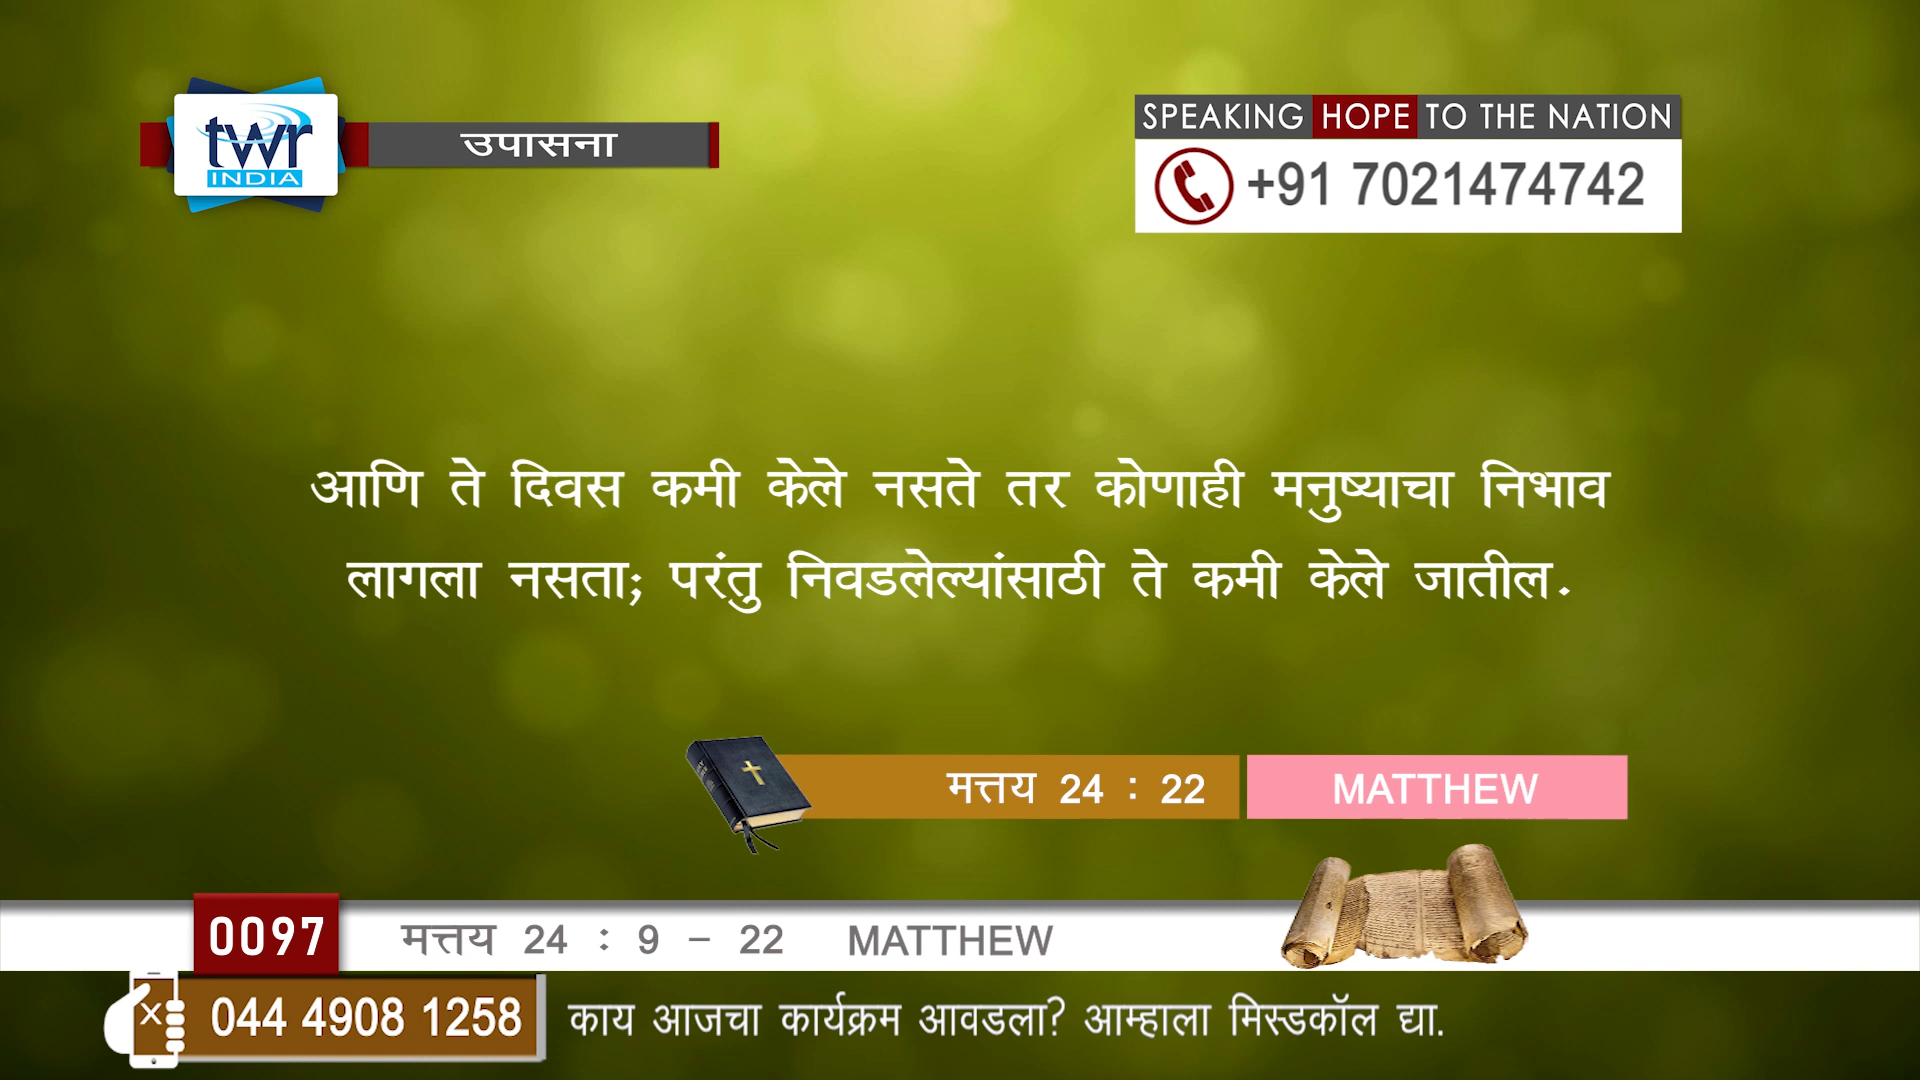 twr
INDIA
उपासना
SPEAKING HOPE TO THE NATION
+91 7021474742
आणि ते दिवस कमी केले नसते तर कोणाही मनुष्याचा निभाव
लागला नसता; परंतु निवडलेल्यांसाठी ते कमी केले जातील.
मत्तय 24 : 22 MATTHEW
0097 मत्तय 24 : 9 - 22 MATTHEW
044 4908 1258 काय आजचा कार्यक्रम आवडला? आम्हाला मिस्डकॉल द्या.